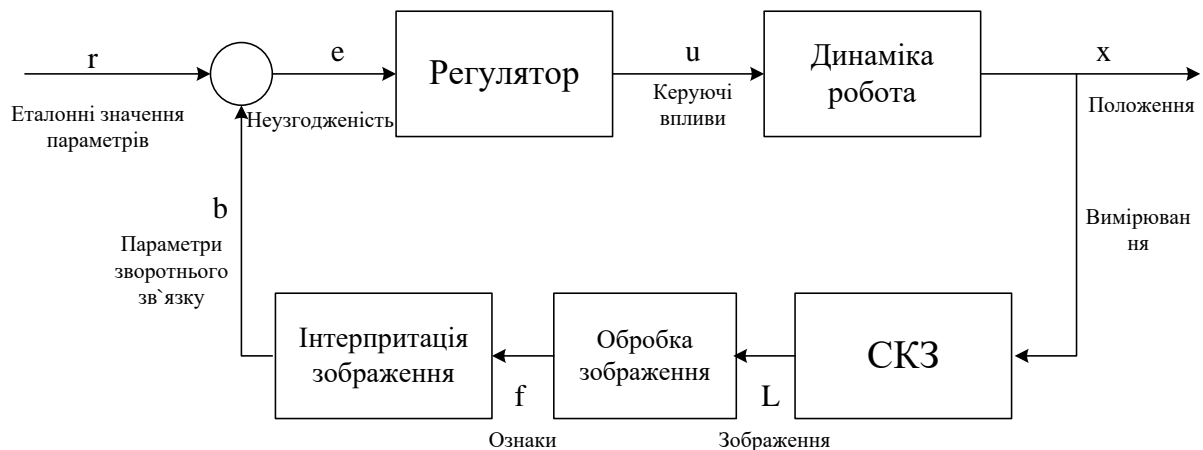 r
Еталонні значення
параметрів
e
Неузгодженість
Регулятор
u
Керуючі
впливи
Динаміка
робота
x
Положення
b
Параметри
зворотнього
зв`язку
Вимірюван
ня
Інтерпритація
зображення
f
Ознаки
Обробка
зображення
L
Зображення
СКЗ